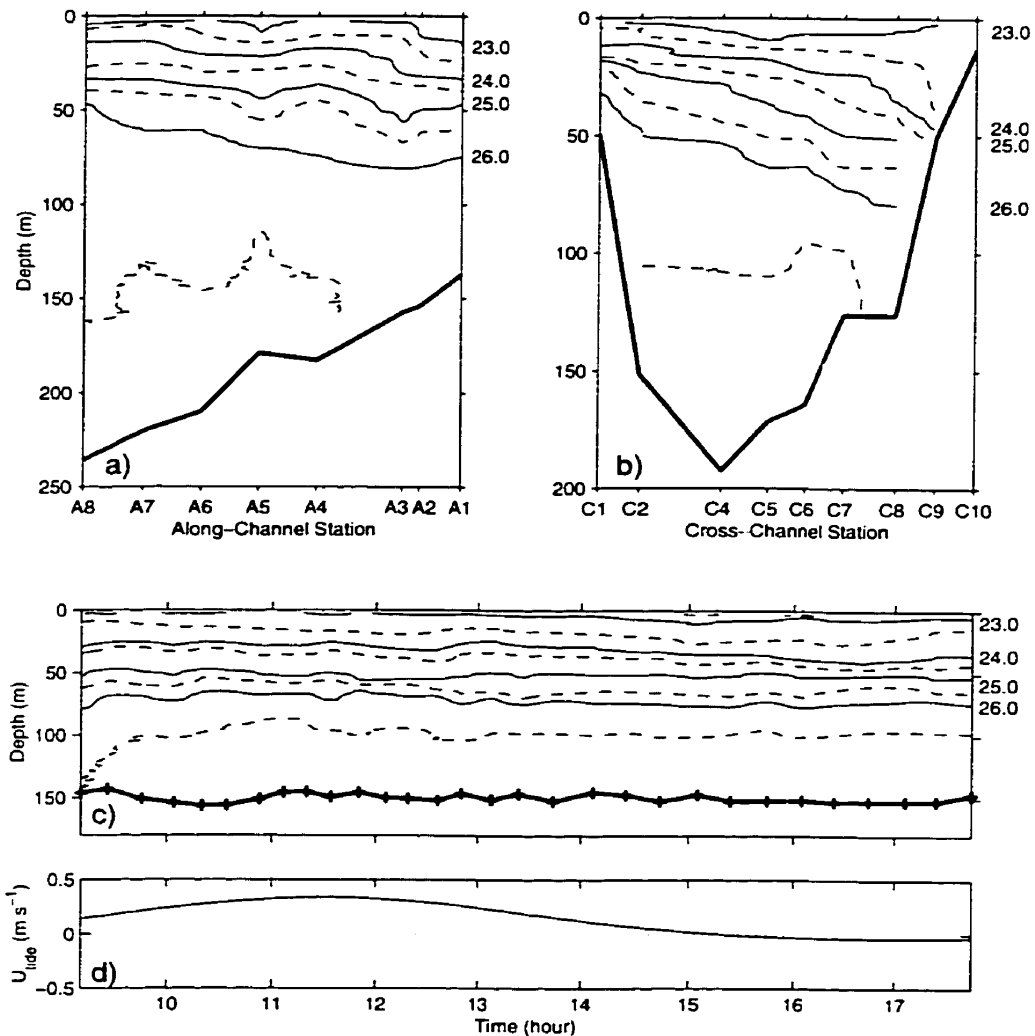 0
50
100
150
200
250
Depth (m)
23.0
24.0
25.0
26.0
a)
A8 A7 A6 A5 A4 A3 A2 A1
Along-Channel Station
0
50
100
150
200
23.0
24.0
25.0
26.0
b)
C1 C2 C4 C5 C6 C7 C8 C9 C10
Cross--Channel Station
0
50
100
150
Depth (m)
23.0
24.0
25.0
26.0
c)
0.5
0
-0.5
U tide (m s-1)
d)
10 11 12 13 14 15 16 17
Time (hour)